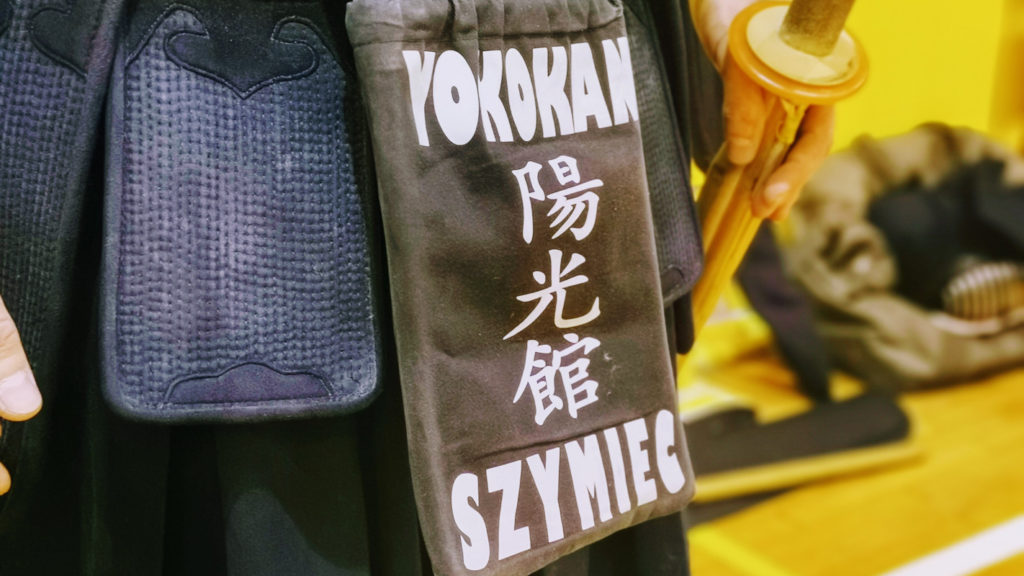 YOKOKAN
陽光館
SZYMIEC